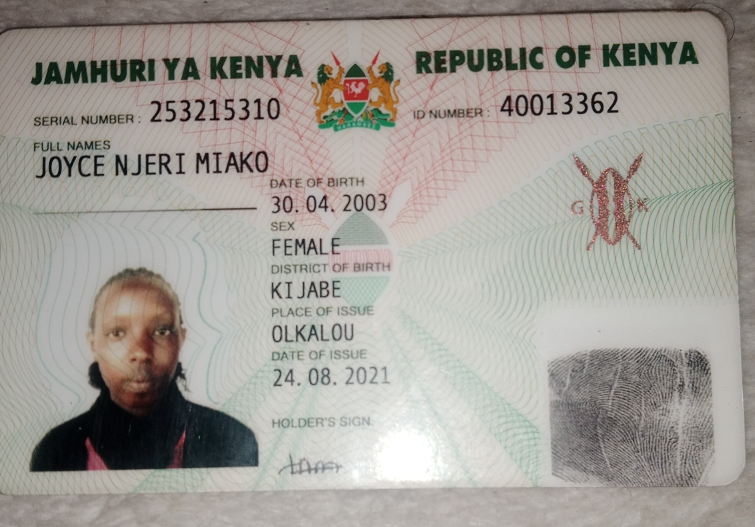 JAMHURI YA KENYA
REPUBLIC OF KENYA
SERIAL NUMBER : 253215310
ID NUMBER : 40013362
FULL NAMES
JOYCE NJERI MIAKO
DATE OF BIRTH
30. 04. 2003
SEX
FEMALE
DISTRICT OF BIRTH
KIJABE
PLACE OF ISSUE
OLKALOU
DATE OF ISSUE
24. 08. 2021
HOLDER'S SIGN.
G K